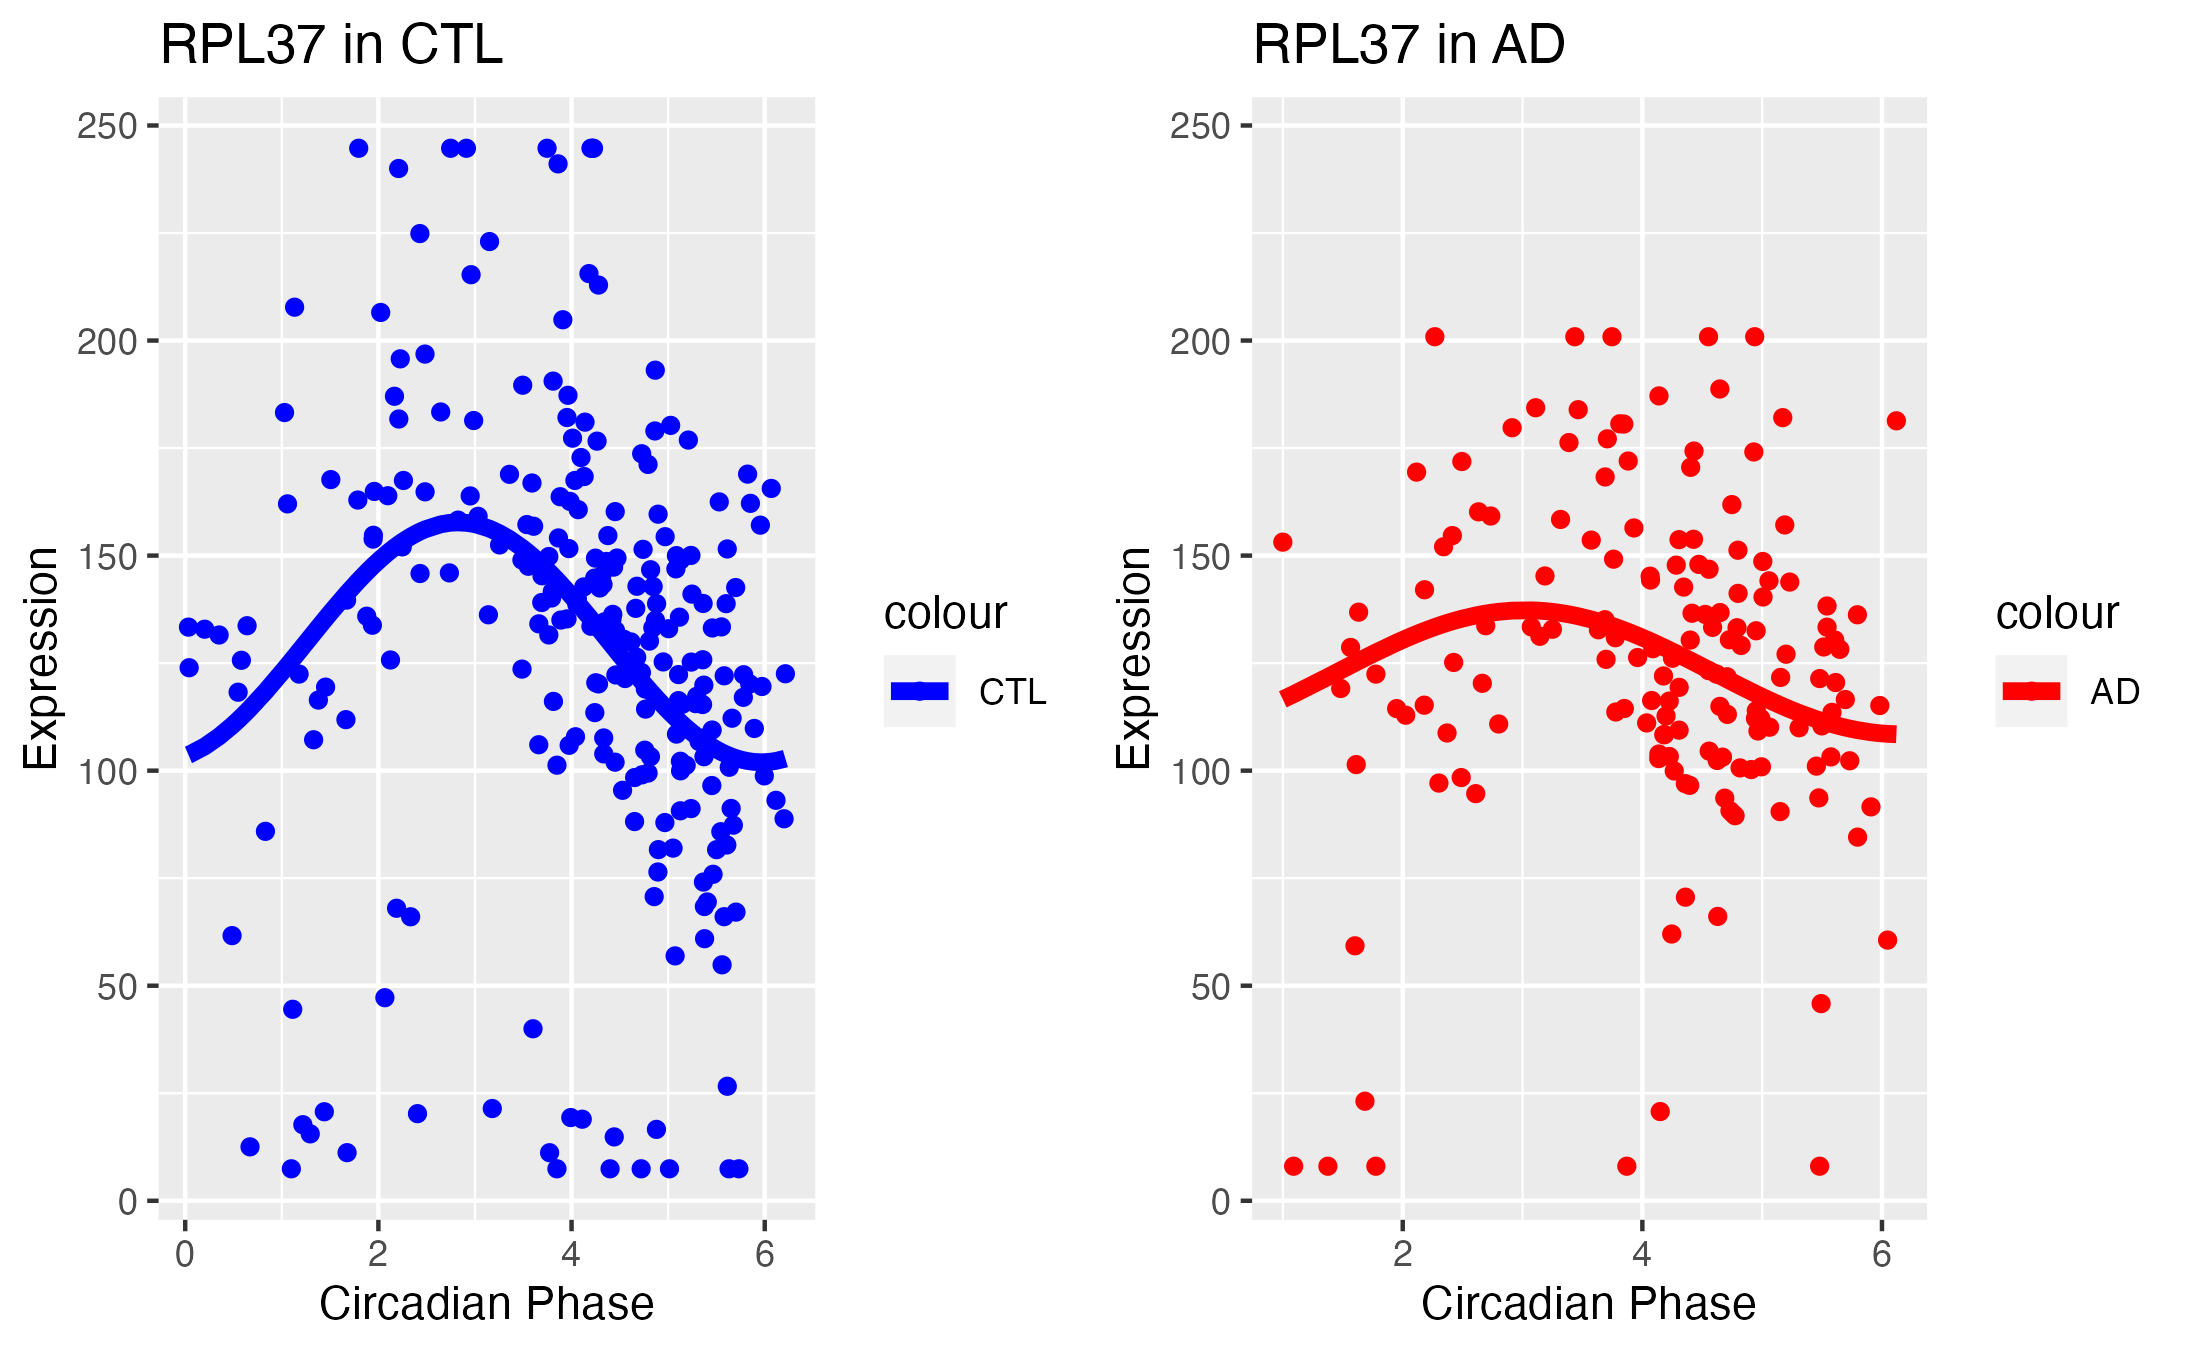 RPL37 in CTL
250
200
150
100
50
0
Expression
0 2 4 6
Circadian Phase
colour
CTL
RPL37 in AD
250
200
150
100
50
0
Expression
2 4 6
Circadian Phase
colour
AD